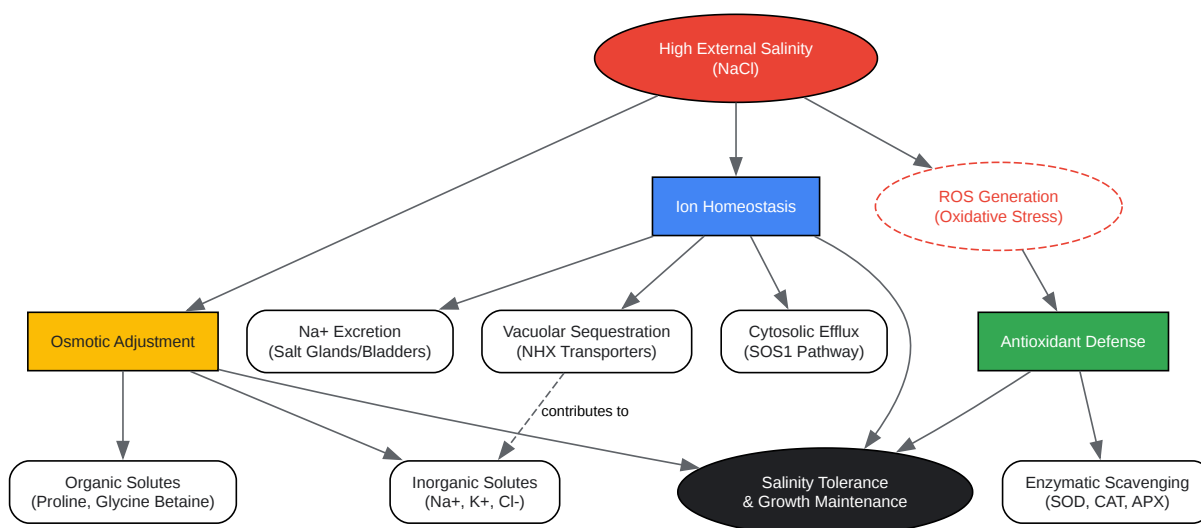 High External Salinity
(NaCl)
Ion Homeostasis
ROS Generation
(Oxidative Stress)
Osmotic Adjustment
Na+ Excretion
(Salt Glands/Bladders)
Vacuolar Sequestration
(NHX Transporters)
Cytosolic Efflux
(SOS1 Pathway)
Antioxidant Defense
contributes to
Organic Solutes
(Proline, Glycine Betaine)
Inorganic Solutes
(Na+, K+, Cl-)
Salinity Tolerance
& Growth Maintenance
Enzymatic Scavenging
(SOD, CAT, APX)